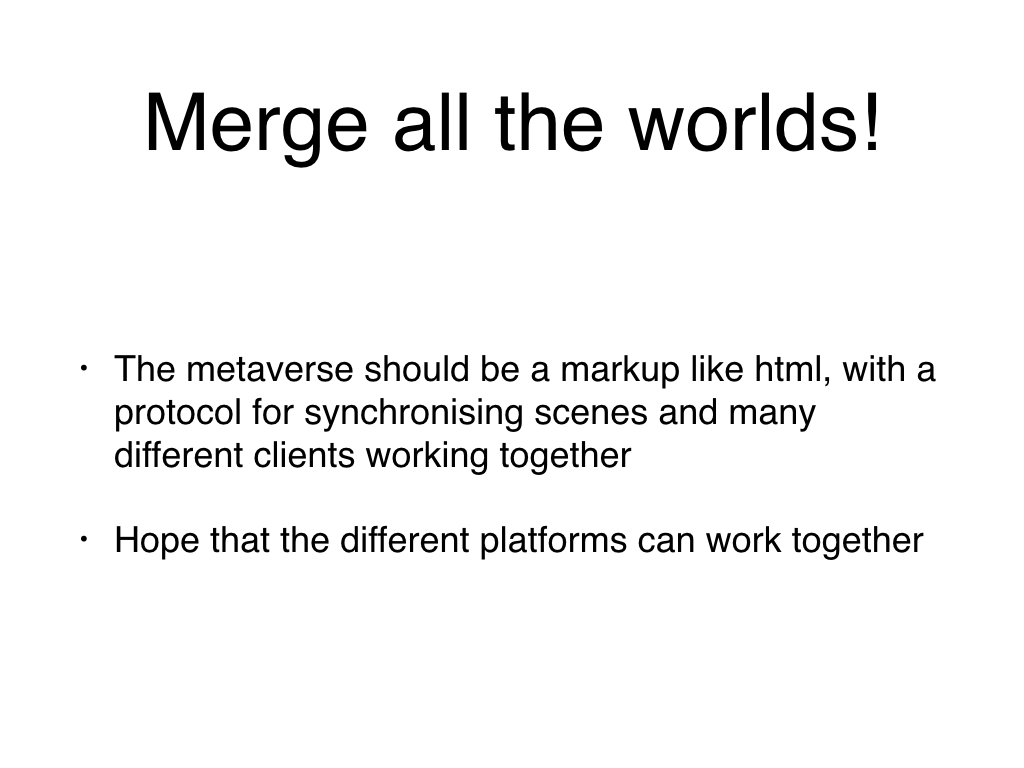 Merge all the worlds!
• The metaverse should be a markup like html, with a
protocol for synchronising scenes and many
different clients working together
• Hope that the different platforms can work together